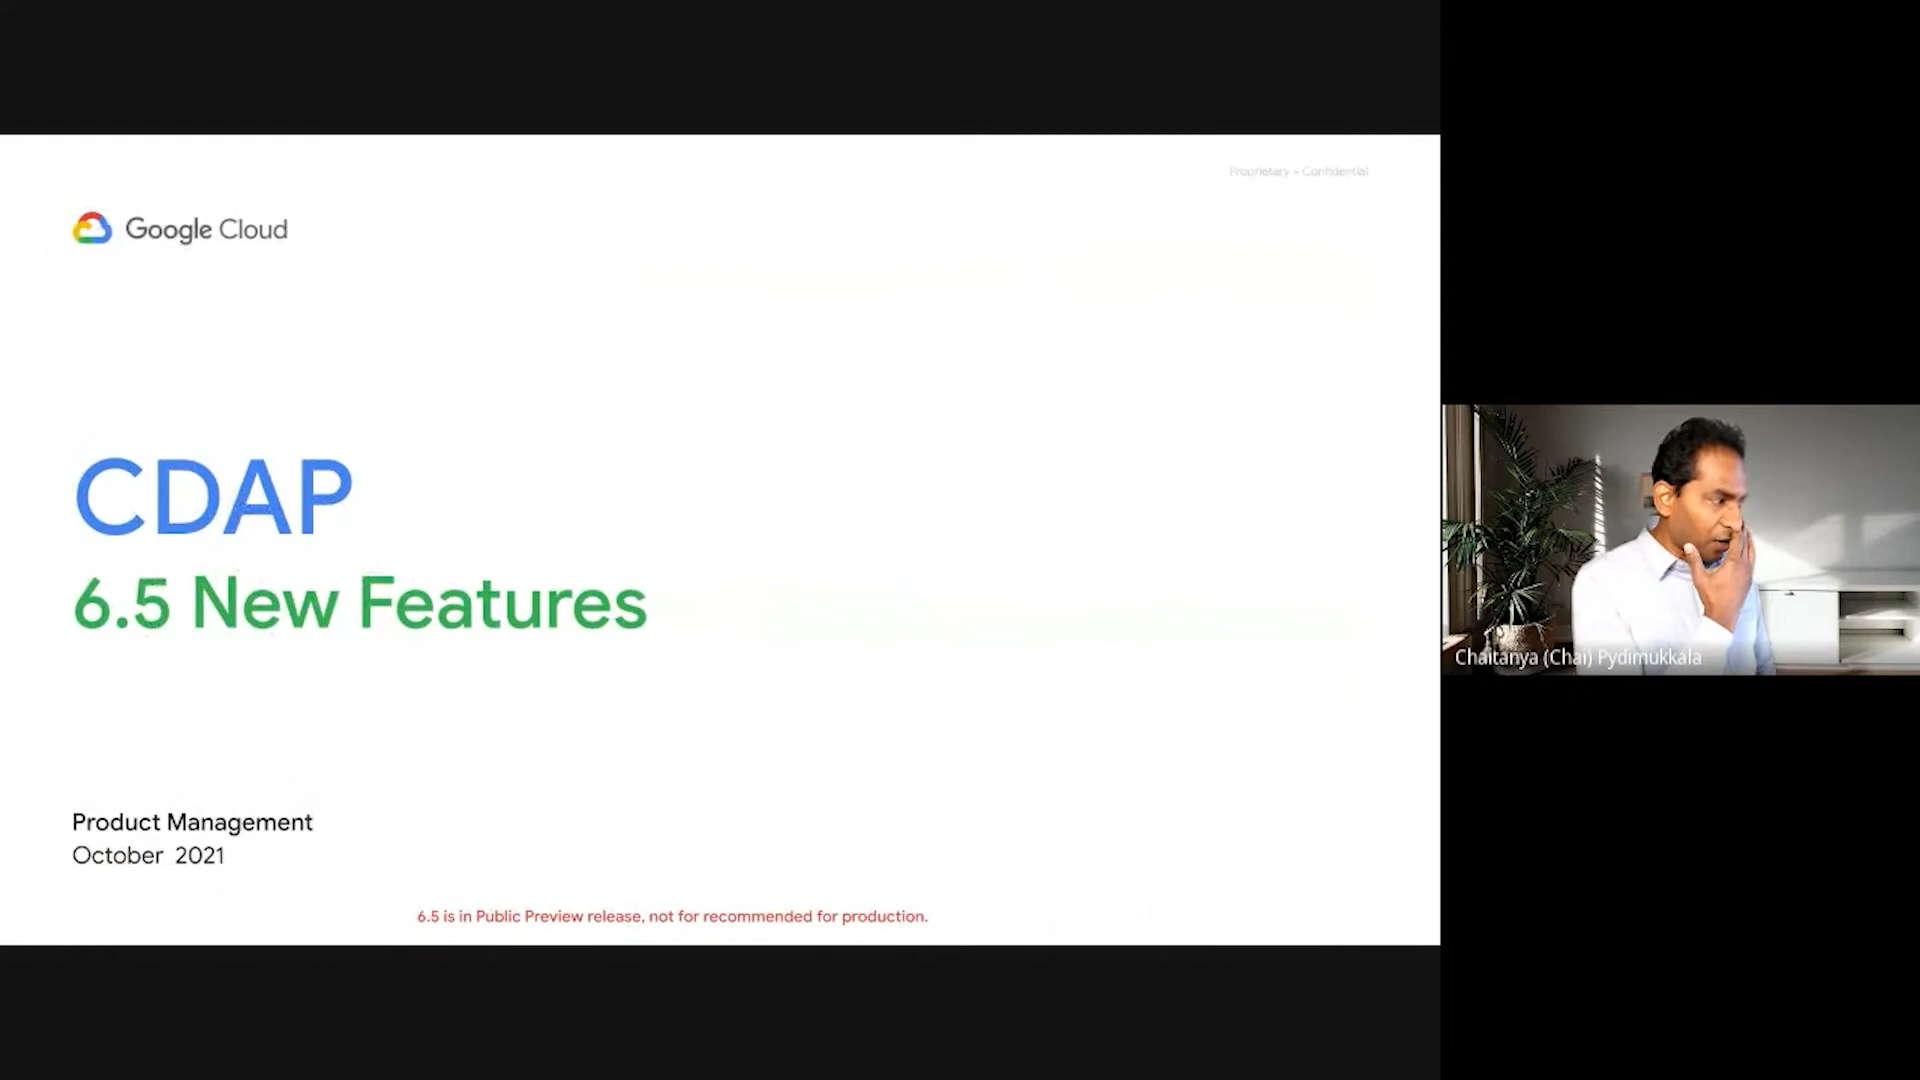 Proprietary + Confidential
Google Cloud
CDAP
6.5 New Features
Product Management
October 2021
6.5 is in Public Preview release, not for recommended for production.
Chaitanya (Chai) Pydimukkala